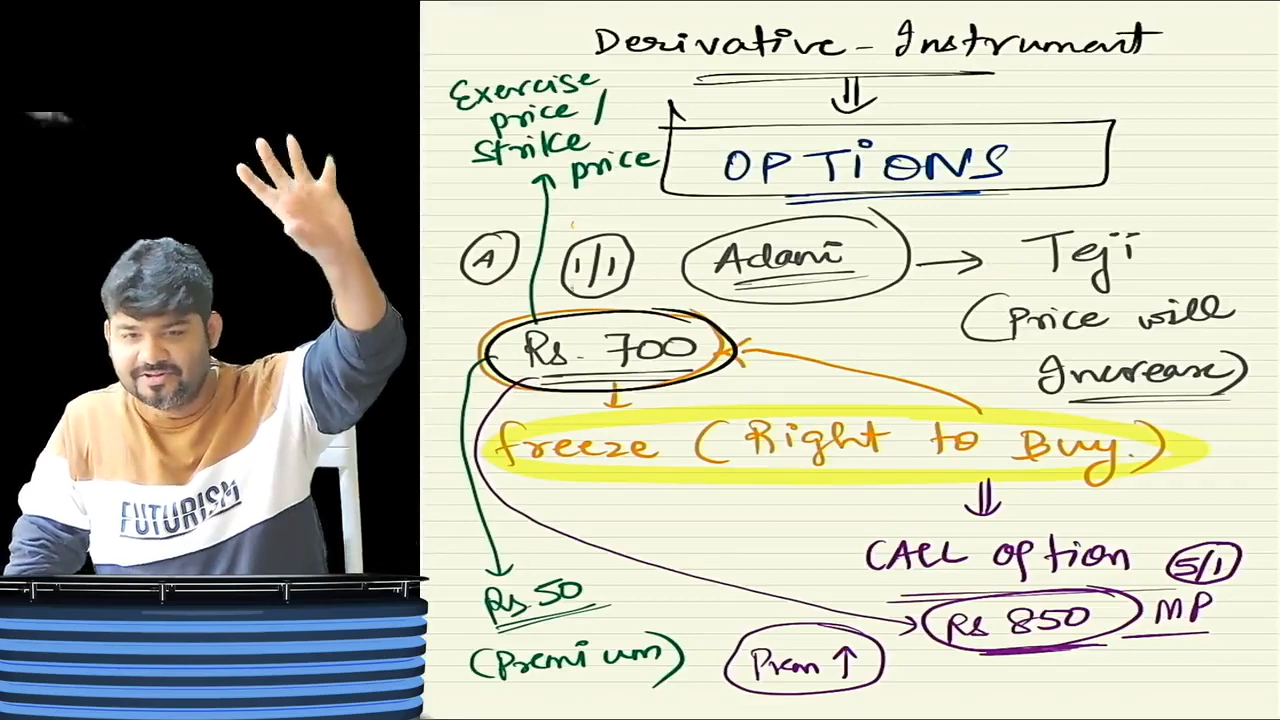 Derivative - Instrument
Exercise
price /
Strike
price
OPTIONS
A
1/1
Adani
Teji
(Price will
Increase)
Rs. 700
freeze (Right to Buy.)
CALL option
5/1
Rs 850
MP
Rs. 50
(Premium)
Prem ↑
FUTURISM